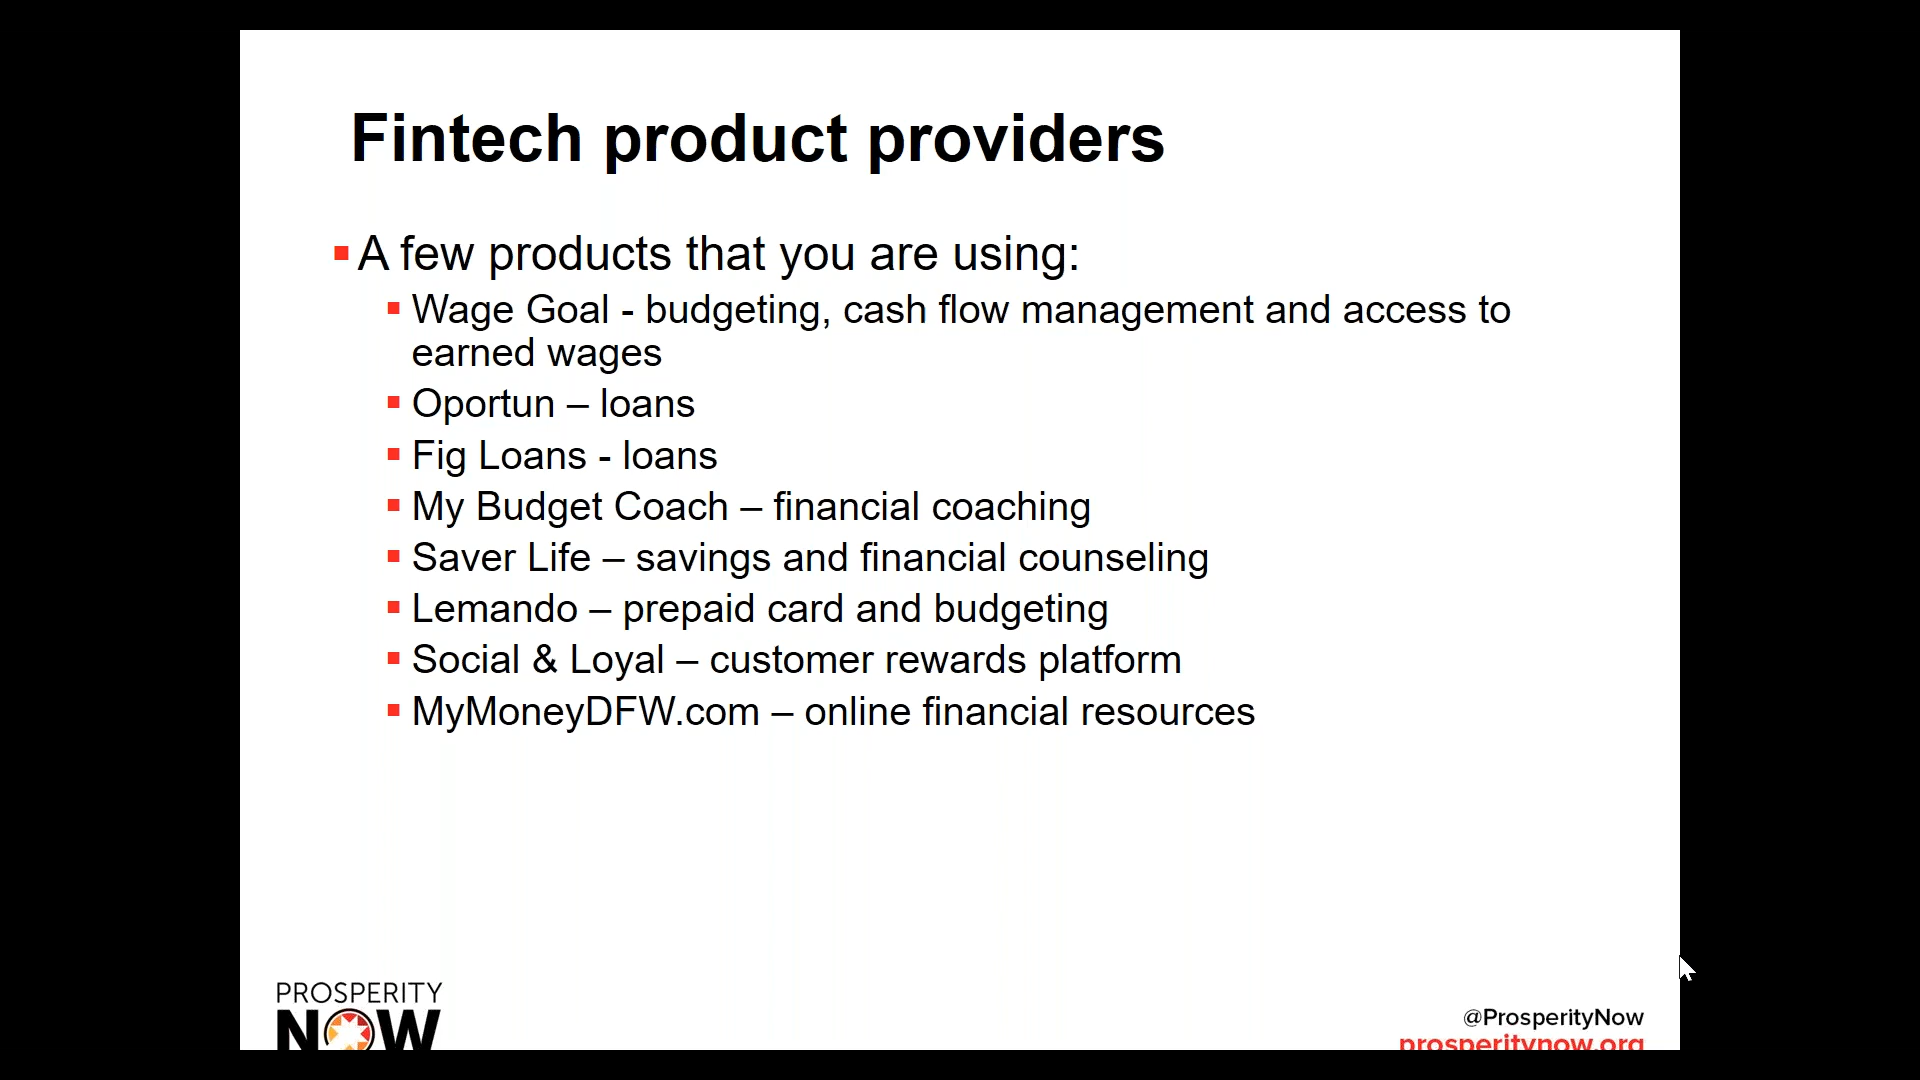 Fintech product providers
A few products that you are using:
Wage Goal - budgeting, cash flow management and access to
earned wages
Oportun – loans
Fig Loans - loans
My Budget Coach – financial coaching
Saver Life – savings and financial counseling
Lemando – prepaid card and budgeting
Social & Loyal – customer rewards platform
MyMoneyDFW.com – online financial resources
PROSPERITY
NOW
@ProsperityNow
prosperitynow.org